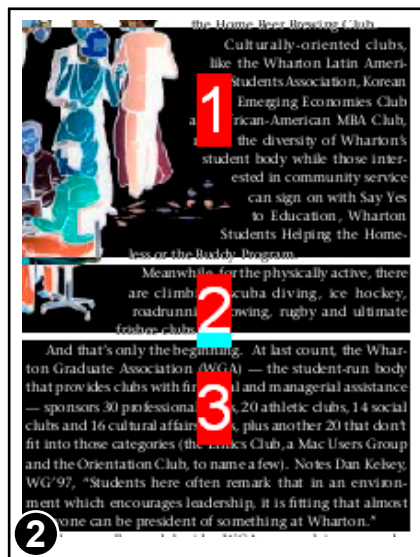 the Home Beer Brewing Club
Culturally-oriented clubs,
like the Wharton Latin Ameri-
Students Association, Korean
Emerging Economies Club
African-American MBA Club,
the diversity of Wharton's
student body while those inter-
ested in community service
can sign on with Say Yes
to Education, Wharton
Students Helping the Home-
less or the Buddy Program.
1
Meanwhile, for the physically active, there
are climb scuba diving, ice hockey,
roadrunn owing, rugby and ultimate
frisbee clubs
2
And that's only the beginning. At last count, the Whar-
ton Graduate Association (WGA) — the student-run body
that provides clubs with fin al and managerial assistance
— sponsors 30 professional s, 20 athletic clubs, 14 social
clubs and 16 cultural affairs , plus another 20 that don't
fit into those categories (the Ethics Club, a Mac Users Group
and the Orientation Club, to name a few). Notes Dan Kelsey,
WG'97, "Students here often remark that in an environ-
ment which encourages leadership, it is fitting that almost
one can be president of something at Wharton."
3
2